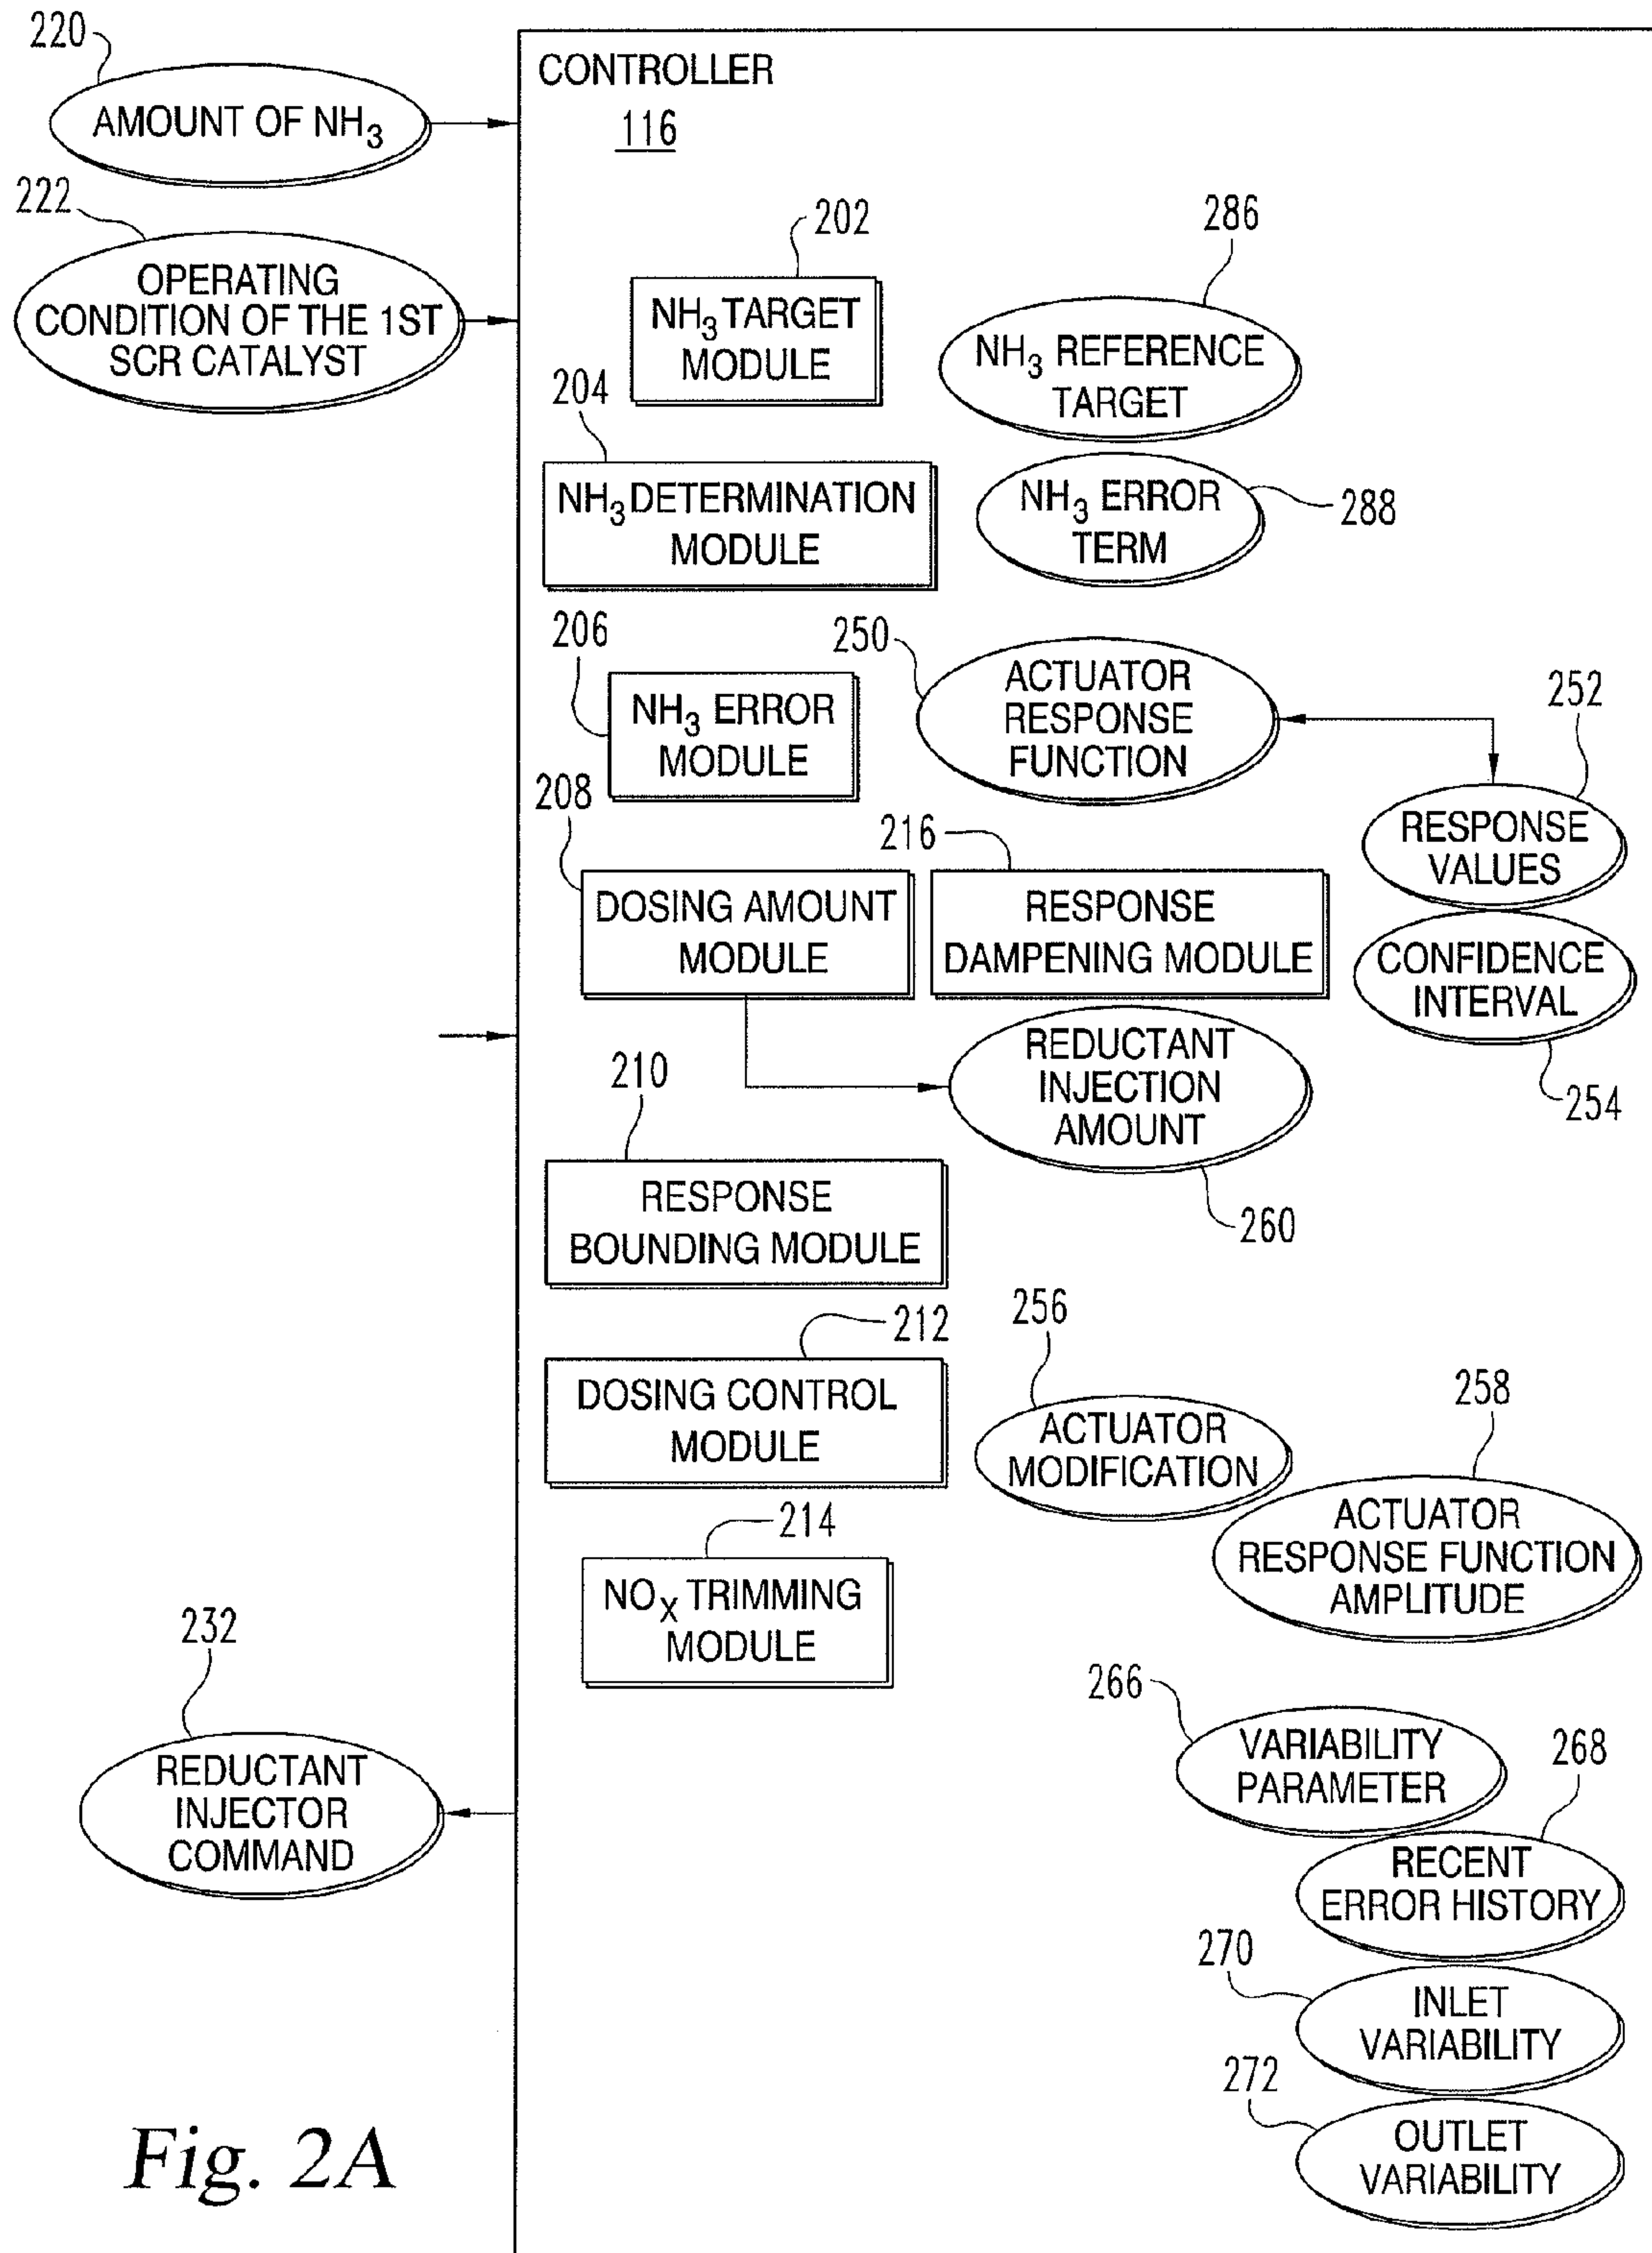 220
AMOUNT OF NH3
222
OPERATING
CONDITION OF THE 1ST
SCR CATALYST
CONTROLLER
116
202
NH3 TARGET
MODULE
286
NH3 REFERENCE
TARGET
204
NH3 DETERMINATION
MODULE
NH3 ERROR
TERM
288
206
NH3 ERROR
MODULE
250
ACTUATOR
RESPONSE
FUNCTION
252
RESPONSE
VALUES
208
DOSING AMOUNT
MODULE
216
RESPONSE
DAMPENING MODULE
CONFIDENCE
INTERVAL
254
REDUCTANT
INJECTION
AMOUNT
260
210
RESPONSE
BOUNDING MODULE
212
DOSING CONTROL
MODULE
256
ACTUATOR
MODIFICATION
258
ACTUATOR
RESPONSE FUNCTION
AMPLITUDE
214
NOX TRIMMING
MODULE
232
REDUCTANT
INJECTOR
COMMAND
266
VARIABILITY
PARAMETER
268
RECENT
ERROR HISTORY
270
INLET
VARIABILITY
272
OUTLET
VARIABILITY
Fig. 2A